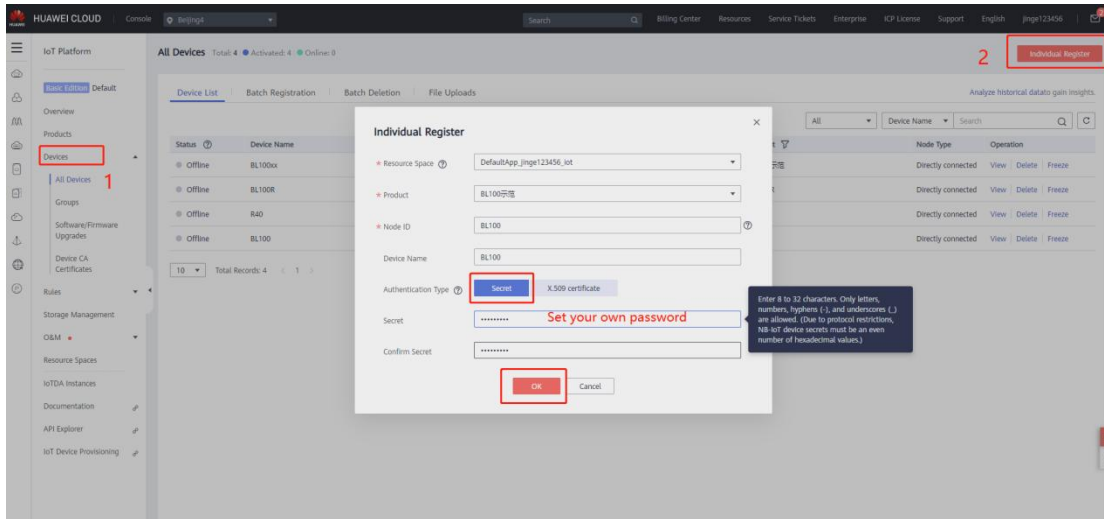 HUAWEI
HUAWEI CLOUD Console Beijing4 Search Billing Center Resources Service Tickets Enterprise ICP License Support English jinge123456
IoT Platform
All Devices Total: 4 Activated: 4 Online: 0
2
Individual Register
Basic Edition Default
Device List Batch Registration Batch Deletion File Uploads
Analyze historical datato gain insights.
Overview
Products
Devices
1
All Devices
Groups
Software/Firmware
Upgrades
Device CA
Certificates
Rules
Storage Management
O&M
Resource Spaces
IoTDA Instances
Documentation
API Explorer
IoT Device Provisioning
All Device Name Search
Status Device Name Node Type Operation
Offline BL100xx 示范 Directly connected View Delete Freeze
Offline BL100R Directly connected View Delete Freeze
Offline R40 Directly connected View Delete Freeze
Offline BL100 Directly connected View Delete Freeze
10 Total Records: 4 < 1 >
Individual Register
* Resource Space DefaultApp_jinge123456_iot
* Product BL100示范
* Node ID BL100
Device Name BL100
Authentication Type Secret X.509 certificate
Secret ••••••••• Set your own password
Confirm Secret •••••••••
OK Cancel
Enter 8 to 32 characters. Only letters,
numbers, hyphens (-), and underscores (_)
are allowed. (Due to protocol restrictions,
NB-IoT device secrets must be an even
number of hexadecimal values.)